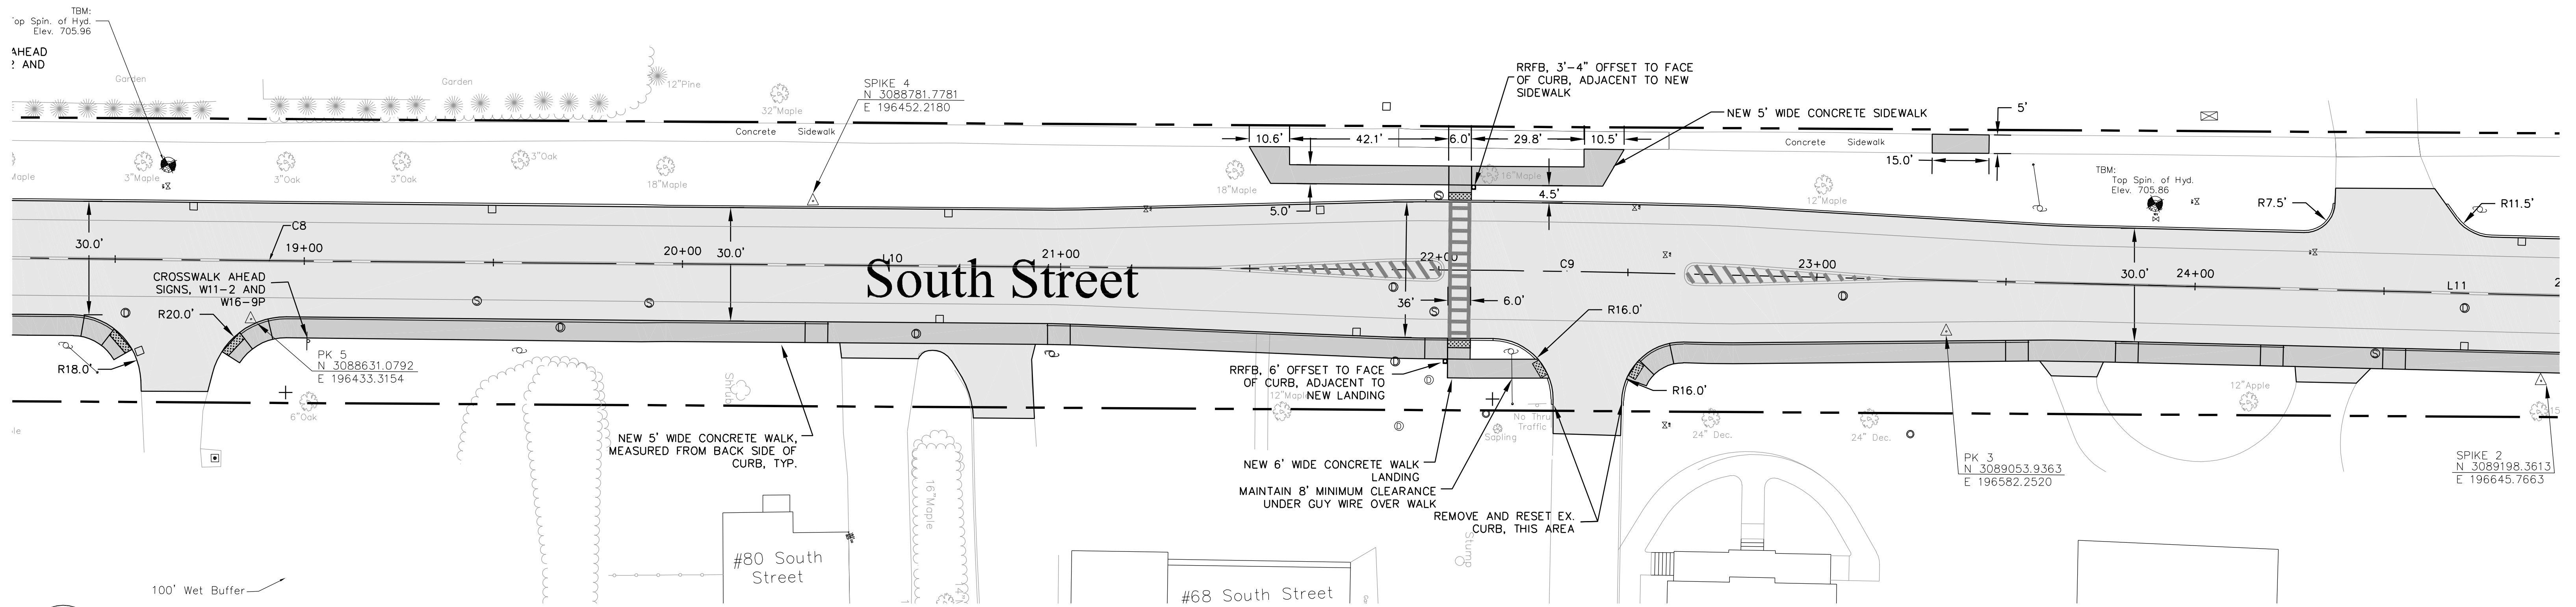 TBM:
Top Spin. of Hyd.
Elev. 705.96
AHEAD
2 AND
Garden
Garden
12"Pine
32"Maple
SPIKE 4
N 3088781.7781
E 196452.2180
Concrete Sidewalk
RRFB, 3'-4" OFFSET TO FACE
OF CURB, ADJACENT TO NEW
SIDEWALK
NEW 5' WIDE CONCRETE SIDEWALK
10.6'
42.1'
6.0'
29.8'
10.5'
5'
15.0'
Concrete Sidewalk
Maple
3"Maple
3"Oak
3"Oak
3"Oak
18"Maple
18"Maple
16"Maple
12"Maple
5.0'
4.5'
TBM:
Top Spin. of Hyd.
Elev. 705.86
R7.5'
R11.5'
30.0'
C8
19+00
20+00
30.0'
L10
21+00
South Street
22+00
C9
23+00
30.0'
24+00
L11
2
CROSSWALK AHEAD
SIGNS, W11-2 AND
W16-9P
R20.0'
R18.0'
36'
6.0'
R16.0'
R16.0'
PK 5
N 3088631.0792
E 196433.3154
6"Oak
Shrub
RRFB, 6' OFFSET TO FACE
OF CURB, ADJACENT TO
NEW LANDING
12"Maple
No Thru
Traffic
Sapling
24" Dec.
24" Dec.
12"Apple
NEW 5' WIDE CONCRETE WALK,
MEASURED FROM BACK SIDE OF
CURB, TYP.
NEW 6' WIDE CONCRETE WALK
LANDING
MAINTAIN 8' MINIMUM CLEARANCE
UNDER GUY WIRE OVER WALK
REMOVE AND RESET EX.
CURB, THIS AREA
PK 3
N 3089053.9363
E 196582.2520
SPIKE 2
N 3089198.3613
E 196645.7663
16"Maple
Stump
#80 South
Street
#68 South Street
100' Wet Buffer